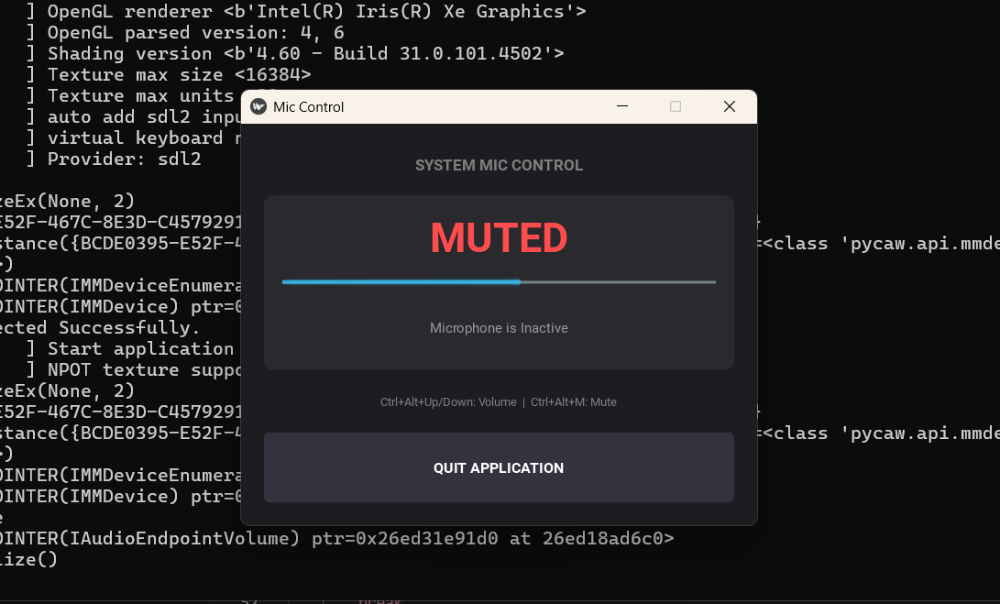 ] OpenGL renderer <b'Intel(R) Iris(R) Xe Graphics'>
] OpenGL parsed version: 4, 6
] Shading version <b'4.60 - Build 31.0.101.4502'>
] Texture max size <16384>
] Texture max units
] auto add sdl2 inpu
] virtual keyboard
] Provider: sdl2
Mic Control
SYSTEM MIC CONTROL
MUTED
Microphone is Inactive
Ctrl+Alt+Up/Down: Volume | Ctrl+Alt+M: Mute
QUIT APPLICATION
zeEx(None, 2)
E52F-467C-8E3D-C4579291
stance({BCDE0395-E52F-4 =<class 'pycaw.api.mmde
>)
OINTER(IMMDeviceEnumera
OINTER(IMMDevice) ptr=0
ected Successfully.
] Start application
] NPOT texture suppo
zeEx(None, 2)
E52F-467C-8E3D-C4579291
stance({BCDE0395-E52F-4 =<class 'pycaw.api.mmde
>)
OINTER(IMMDeviceEnumera
OINTER(IMMDevice) ptr=0
e
OINTER(IAudioEndpointVolume) ptr=0x26ed31e91d0 at 26ed18ad6c0>
lize()